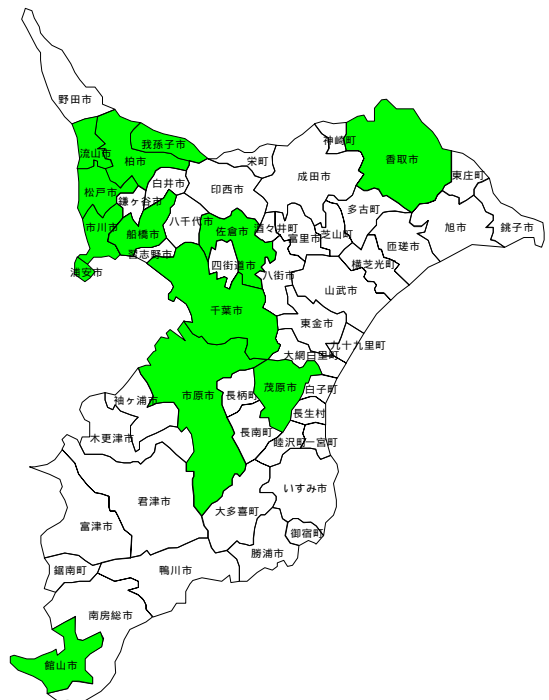 野田市
流山市
柏市
我孫子市
栄町
成田市
神崎町
香取市
東庄町
松戸市
鎌ヶ谷市
白井市
印西市
多古町
旭市
銚子市
市川市
船橋市
八千代市
佐倉市
酒々井町
富里市
芝山町
匝瑳市
習志野市
浦安市
四街道市
八街市
横芝光町
山武市
千葉市
東金市
九十九里町
大網白里町
市原市
長柄町
茂原市
白子町
袖ヶ浦市
長生村
木更津市
長南町
睦沢町
一宮町
いすみ市
君津市
大多喜町
富津市
御宿町
勝浦市
鋸南町
鴨川市
南房総市
館山市